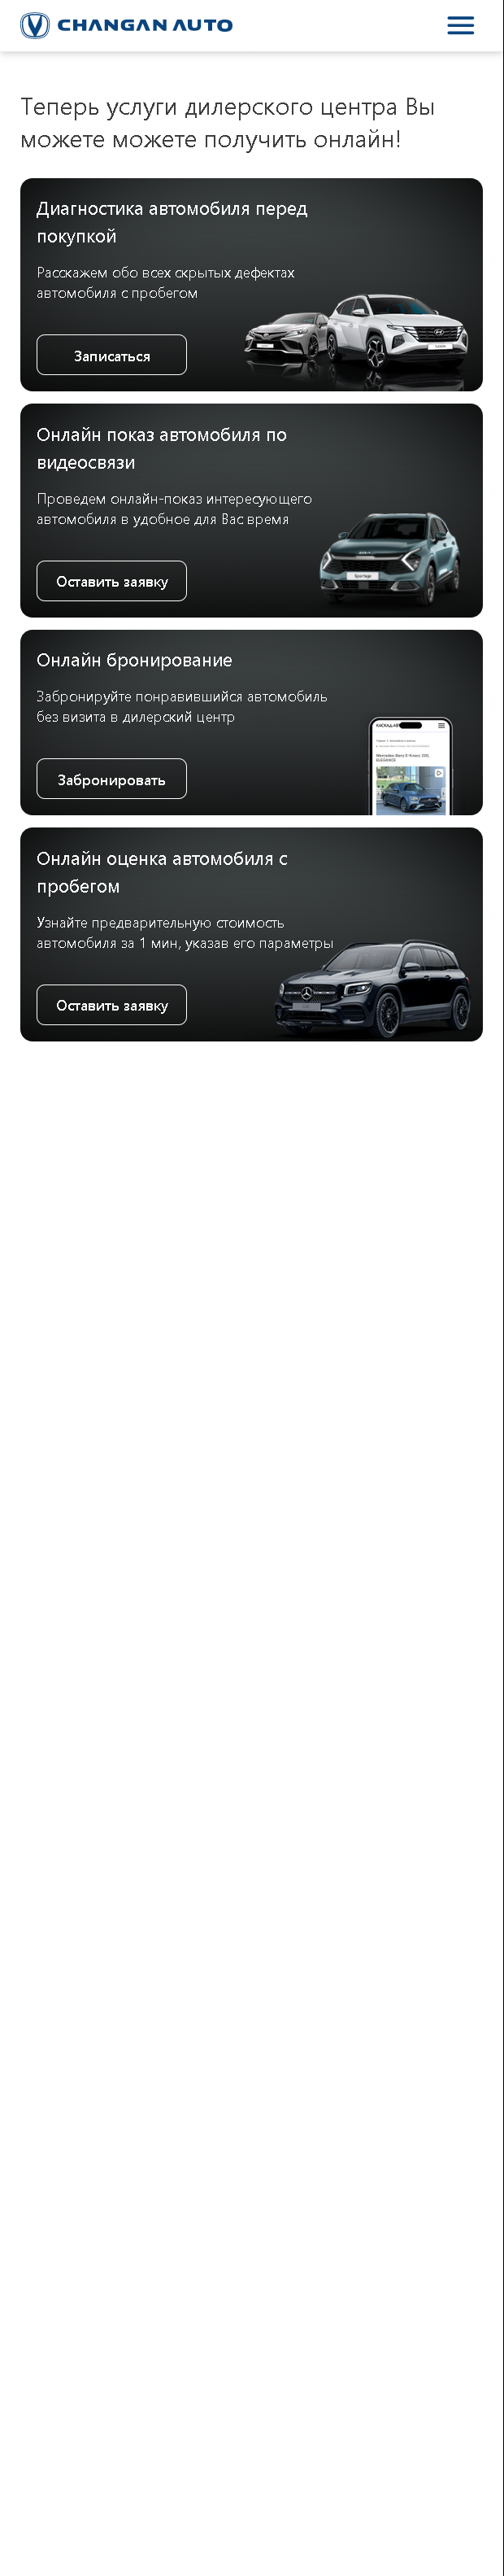 CHANGAN AUTO
Теперь услуги дилерского центра Вы
можете можете получить онлайн!
Диагностика автомобиля перед
покупкой
Расскажем обо всех скрытых дефектах
автомобиля с пробегом
Записаться
Онлайн показ автомобиля по
видеосвязи
Проведем онлайн-показ интересующего
автомобиля в удобное для Вас время
Оставить заявку
Онлайн бронирование
Забронируйте понравившийся автомобиль
без визита в дилерский центр
Забронировать
Онлайн оценка автомобиля с
пробегом
Узнайте предварительную стоимость
автомобиля за 1 мин, указав его параметры
Оставить заявку